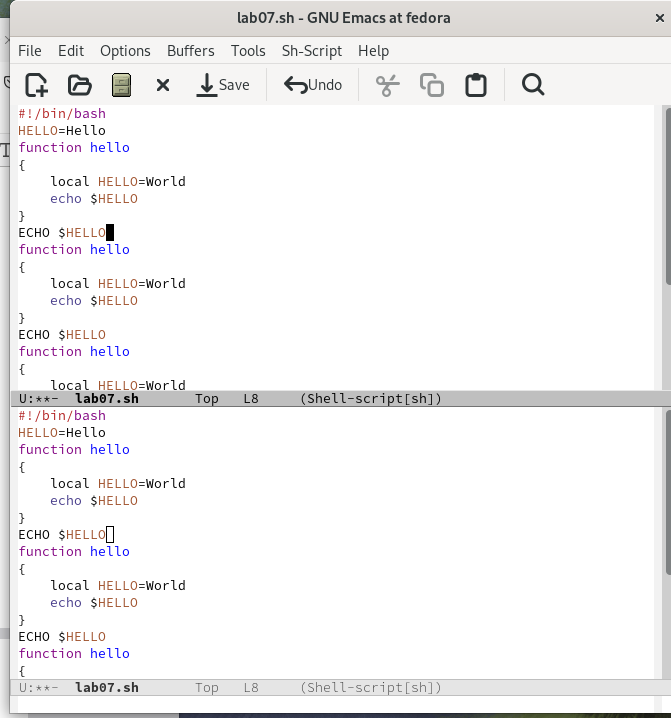 lab07.sh - GNU Emacs at fedora
File Edit Options Buffers Tools Sh-Script Help
Save Undo
#!/bin/bash
HELLO=Hello
function hello
{
    local HELLO=World
    echo $HELLO
}
ECHO $HELLO
function hello
{
    local HELLO=World
    echo $HELLO
}
ECHO $HELLO
function hello
{
    local HELLO=World
U:**-  lab07.sh       Top   L8     (Shell-script[sh])
#!/bin/bash
HELLO=Hello
function hello
{
    local HELLO=World
    echo $HELLO
}
ECHO $HELLO
function hello
{
    local HELLO=World
    echo $HELLO
}
ECHO $HELLO
function hello
{
U:**-  lab07.sh       Top   L8     (Shell-script[sh])